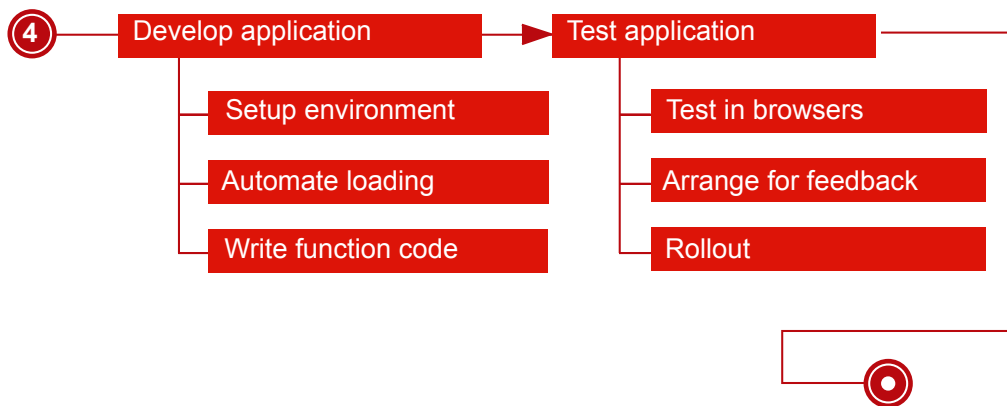 4
Develop application
Test application
Setup environment
Test in browsers
Automate loading
Arrange for feedback
Write function code
Rollout